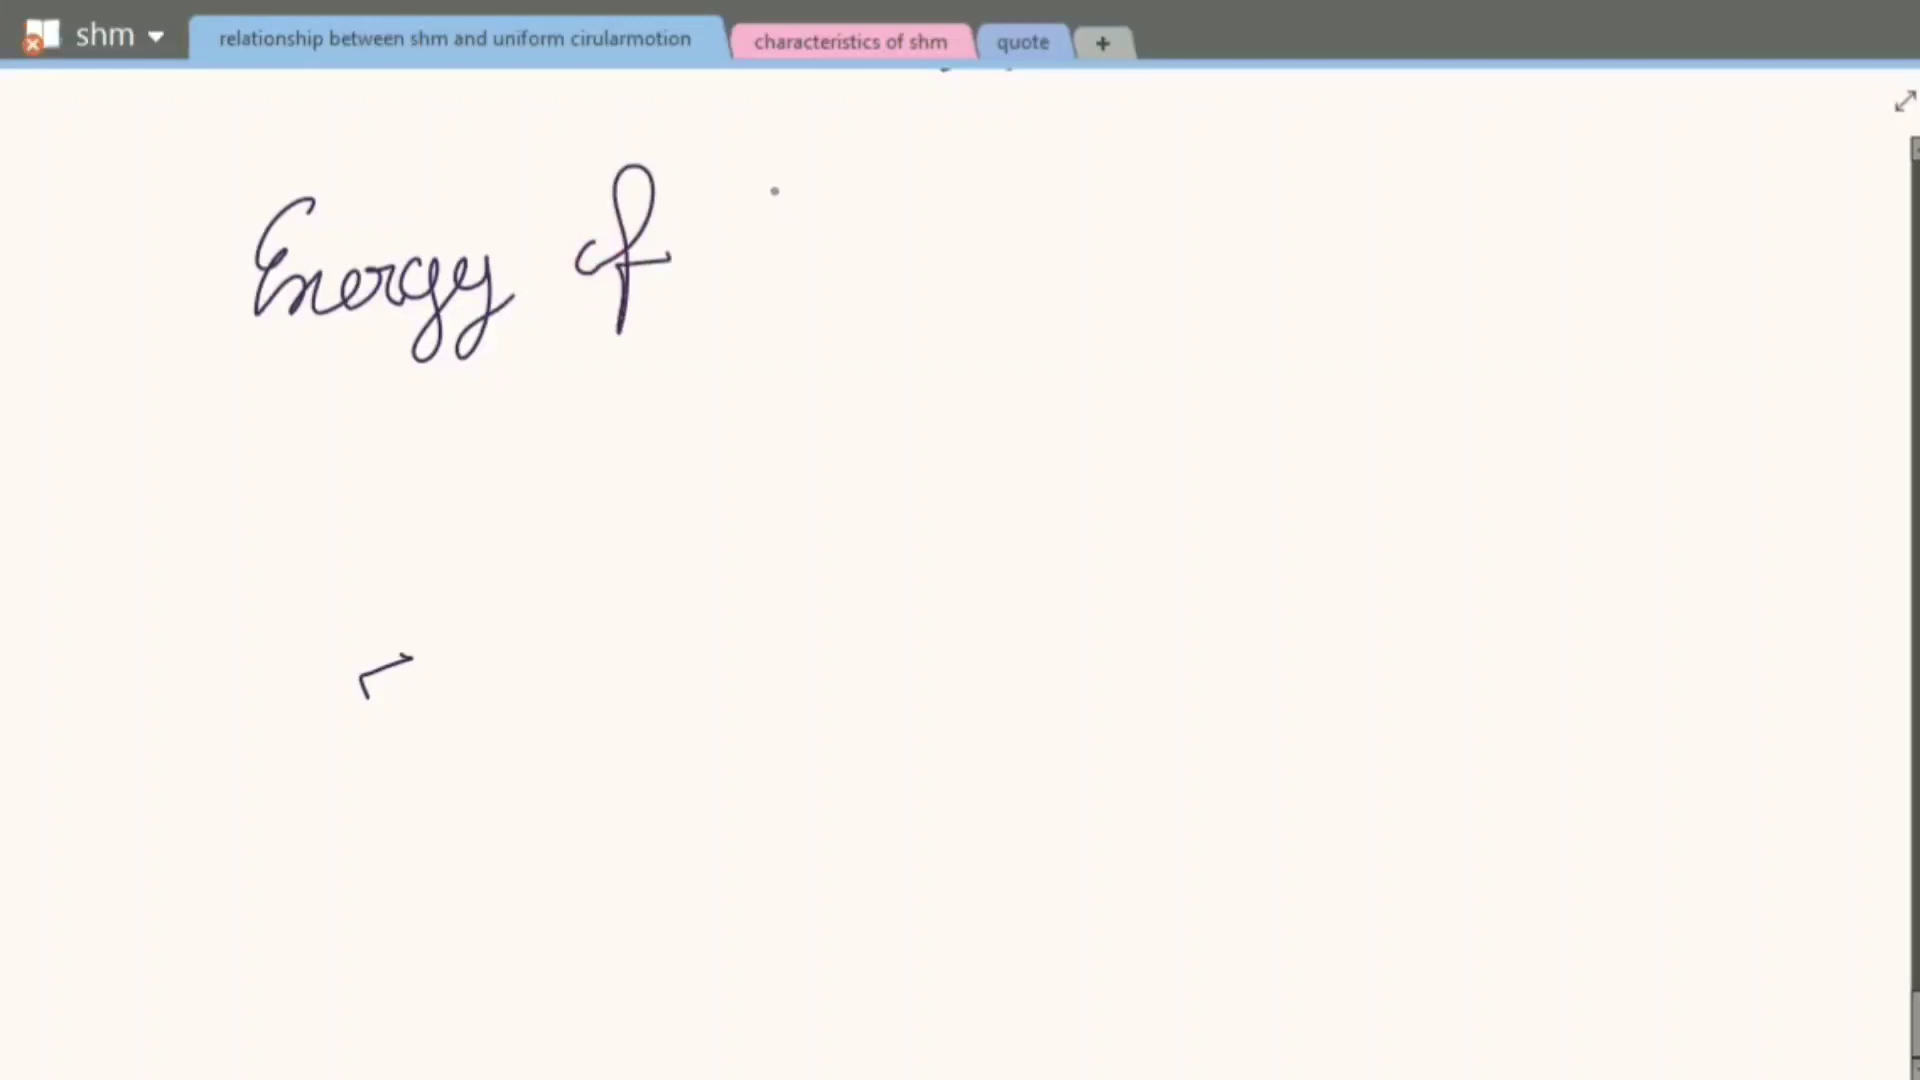 shm
relationship between shm and uniform cirularmotion
characteristics of shm
quote
+
Energy of